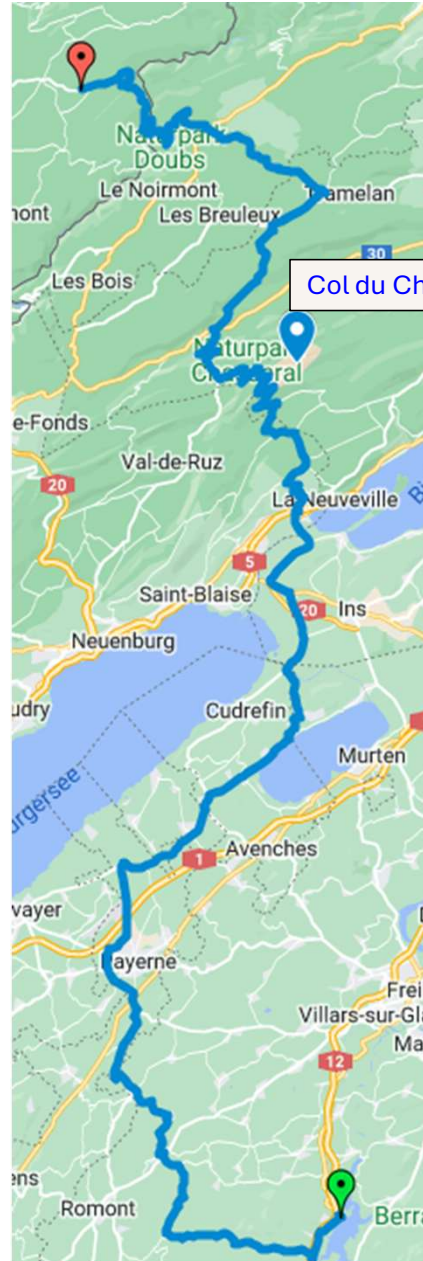 Naturpark
Doubs
Le Noirmont
Tramelan
mont
Les Breuleux
30
Les Bois
Col du Ch
Naturpark
Chasseral
e-Fonds
Val-de-Ruz
20
La Neuveville
Bi
5
Saint-Blaise
20
Ins
Neuenburg
udry
Cudrefin
Murten
urgersee
1
Avenches
vayer
Payerne
Frei
Villars-sur-Gla
Ma
12
ens
Romont
Berra